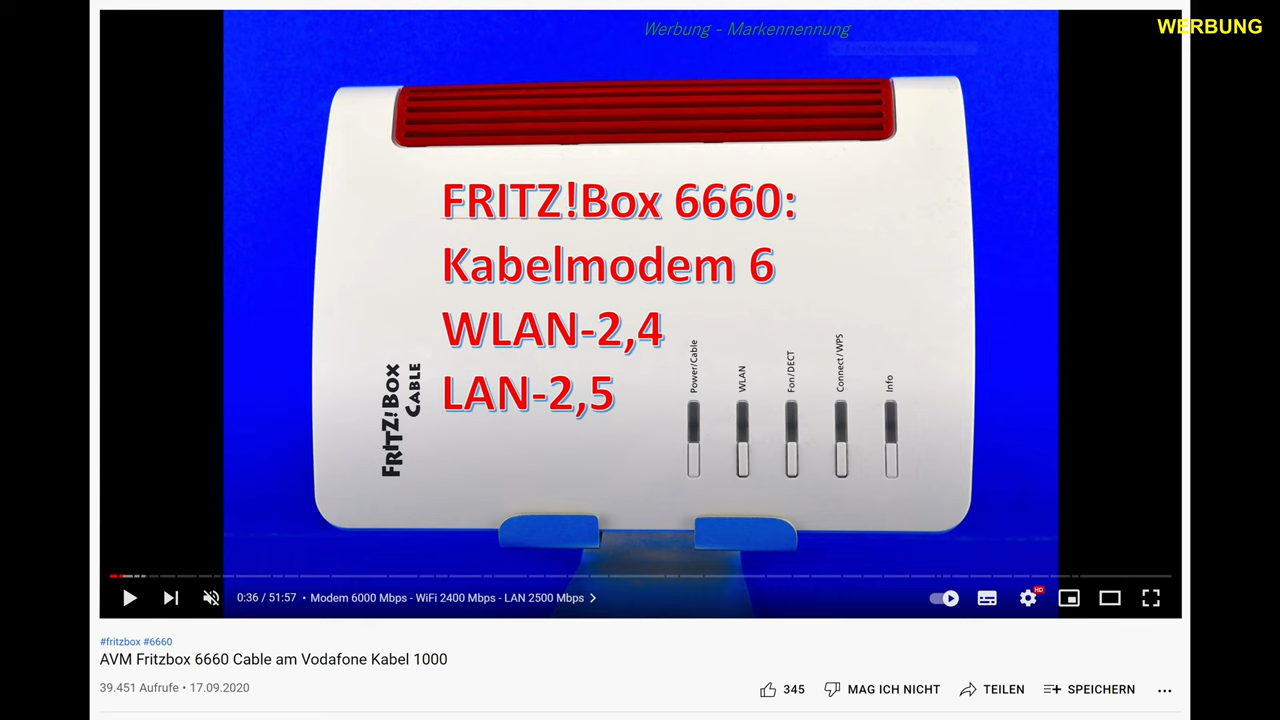 Werbung - Markennennung
WERBUNG
FRITZ!Box 6660:
Kabelmodem 6
WLAN-2,4
LAN-2,5
FRITZ!BOX
CABLE
Power/Cable
WLAN
Fon/DECT
Connect/WPS
Info
0:36 / 51:57 • Modem 6000 Mbps - WiFi 2400 Mbps - LAN 2500 Mbps
HD
#fritzbox #6660
AVM Fritzbox 6660 Cable am Vodafone Kabel 1000
39.451 Aufrufe • 17.09.2020
345 MAG ICH NICHT TEILEN SPEICHERN